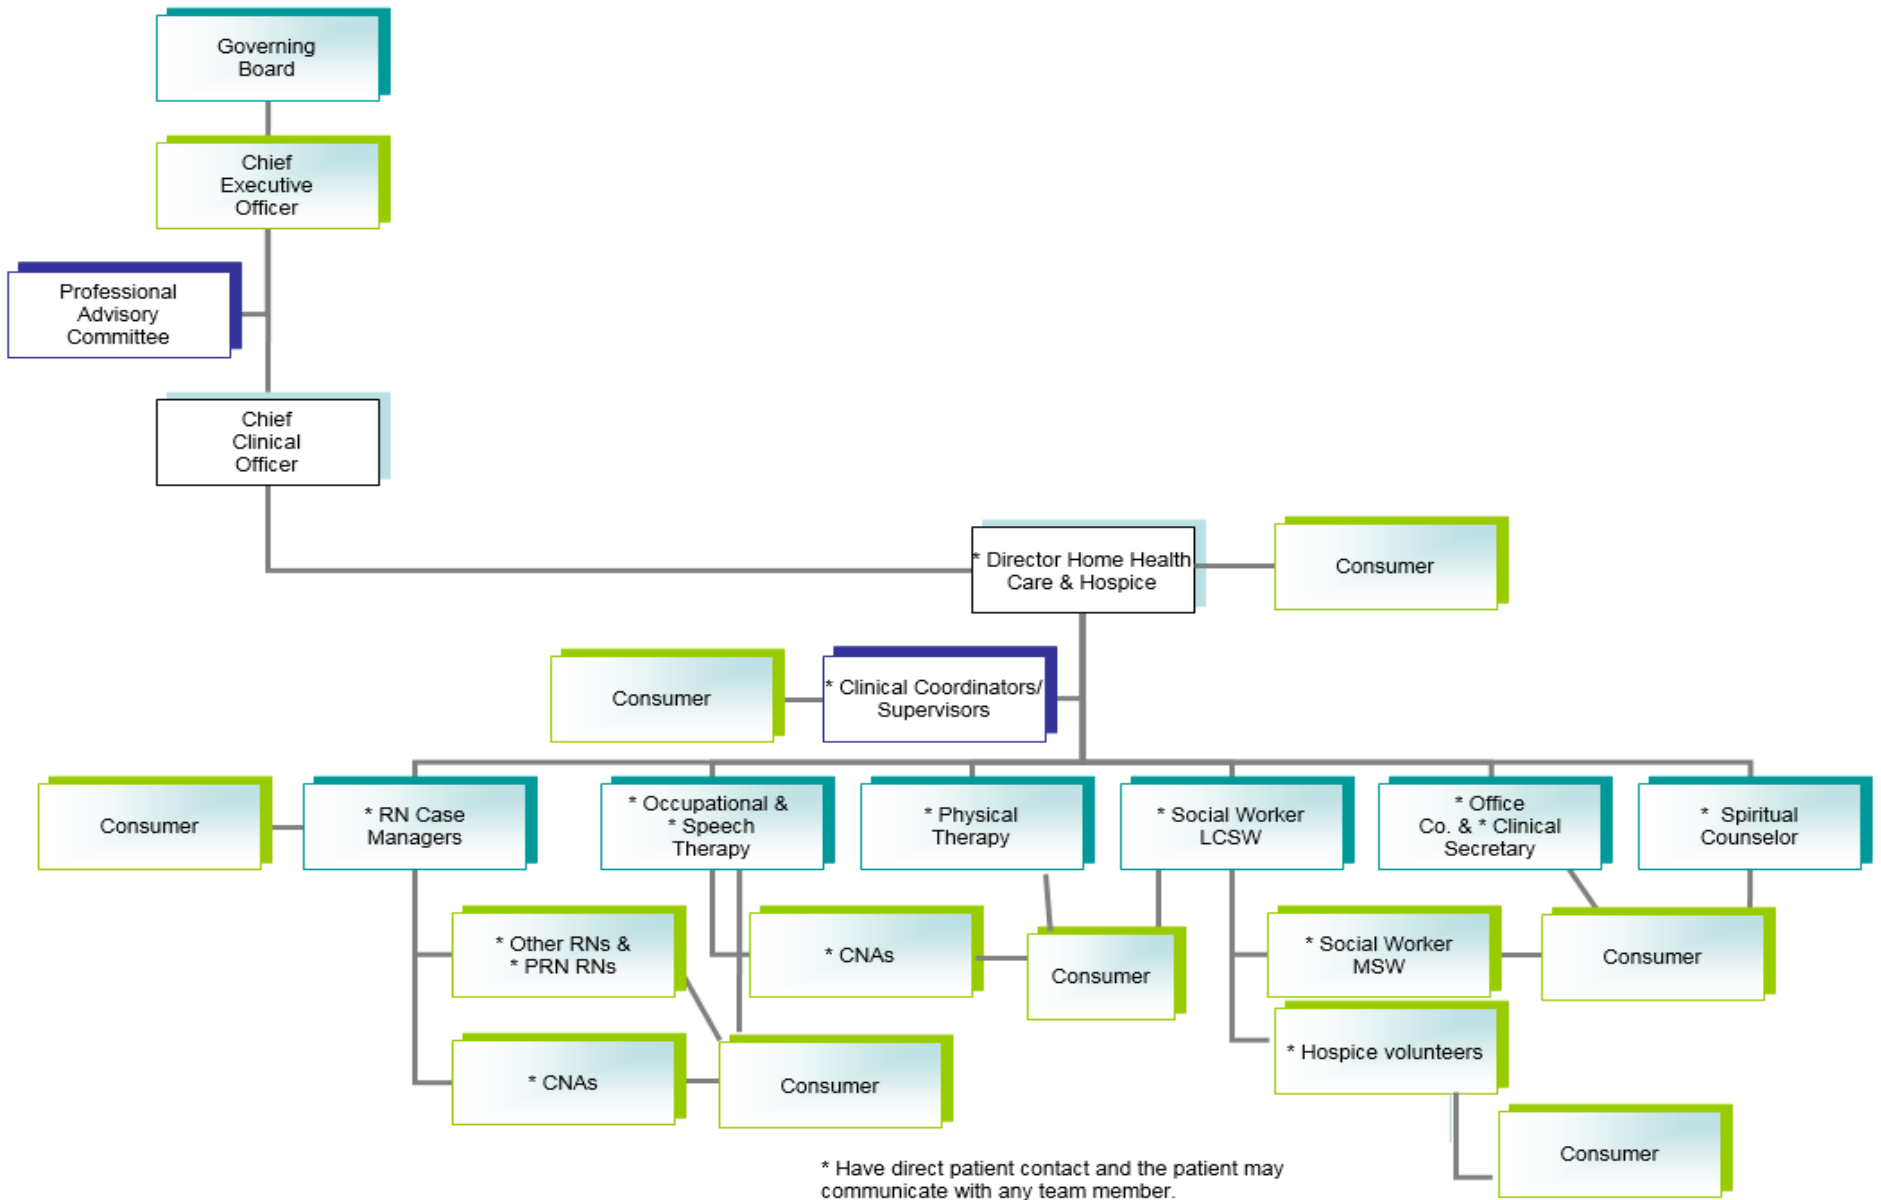 Governing
Board
Chief
Executive
Officer
Professional
Advisory
Committee
Chief
Clinical
Officer
* Director Home Health
Care & Hospice
Consumer
Consumer
* Clinical Coordinators/
Supervisors
Consumer
* RN Case
Managers
* Occupational &
* Speech
Therapy
* Physical
Therapy
* Social Worker
LCSW
* Office
Co. & * Clinical
Secretary
* Spiritual
Counselor
* Other RNs &
* PRN RNs
* CNAs
Consumer
* Social Worker
MSW
Consumer
* Hospice volunteers
* CNAs
Consumer
Consumer
* Have direct patient contact and the patient may
communicate with any team member.